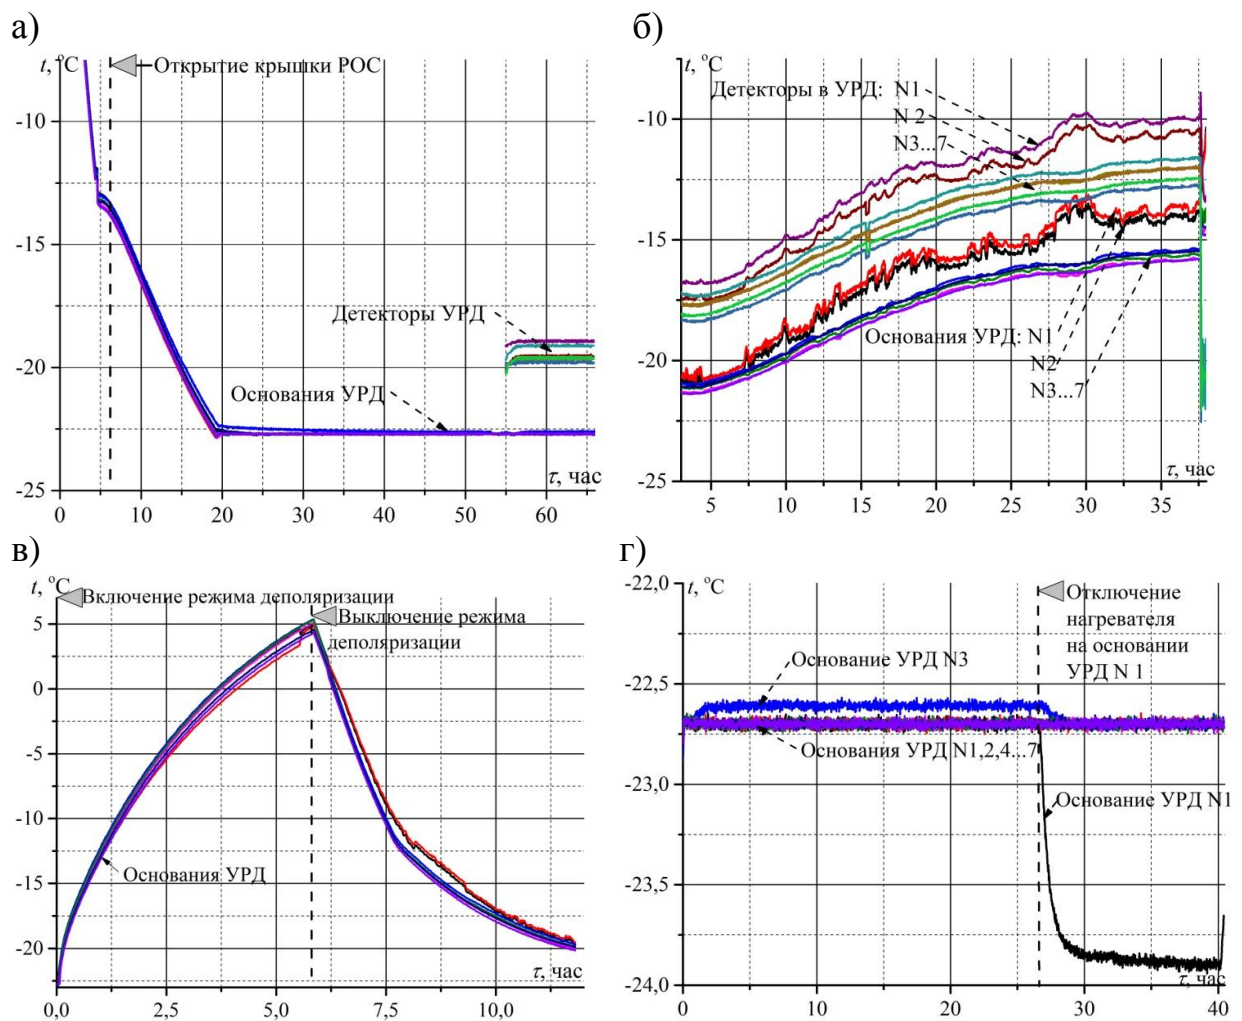 а)
t, °C
Открытие крышки РОС
-10
-15
-20
-25
Детекторы УРД
Основания УРД
τ, час
0 10 20 30 40 50 60
б)
t, °C
Детекторы в УРД: N1
N 2
N3...7
-10
-15
-20
-25
Основания УРД: N1
N2
N3...7
τ, час
5 10 15 20 25 30 35
в)
t, °C
Включение режима деполяризации
Выключение режима
деполяризации
5
0
-5
-10
-15
-20
Основания УРД
τ, час
0,0 2,5 5,0 7,5 10,0
г)
-22,0
t, °C
Отключение
нагревателя
на основании
УРД N 1
Основание УРД N3
-22,5
Основания УРД N1,2,4...7
-23,0
Основание УРД N1
-23,5
-24,0
τ, час
0 10 20 30 40